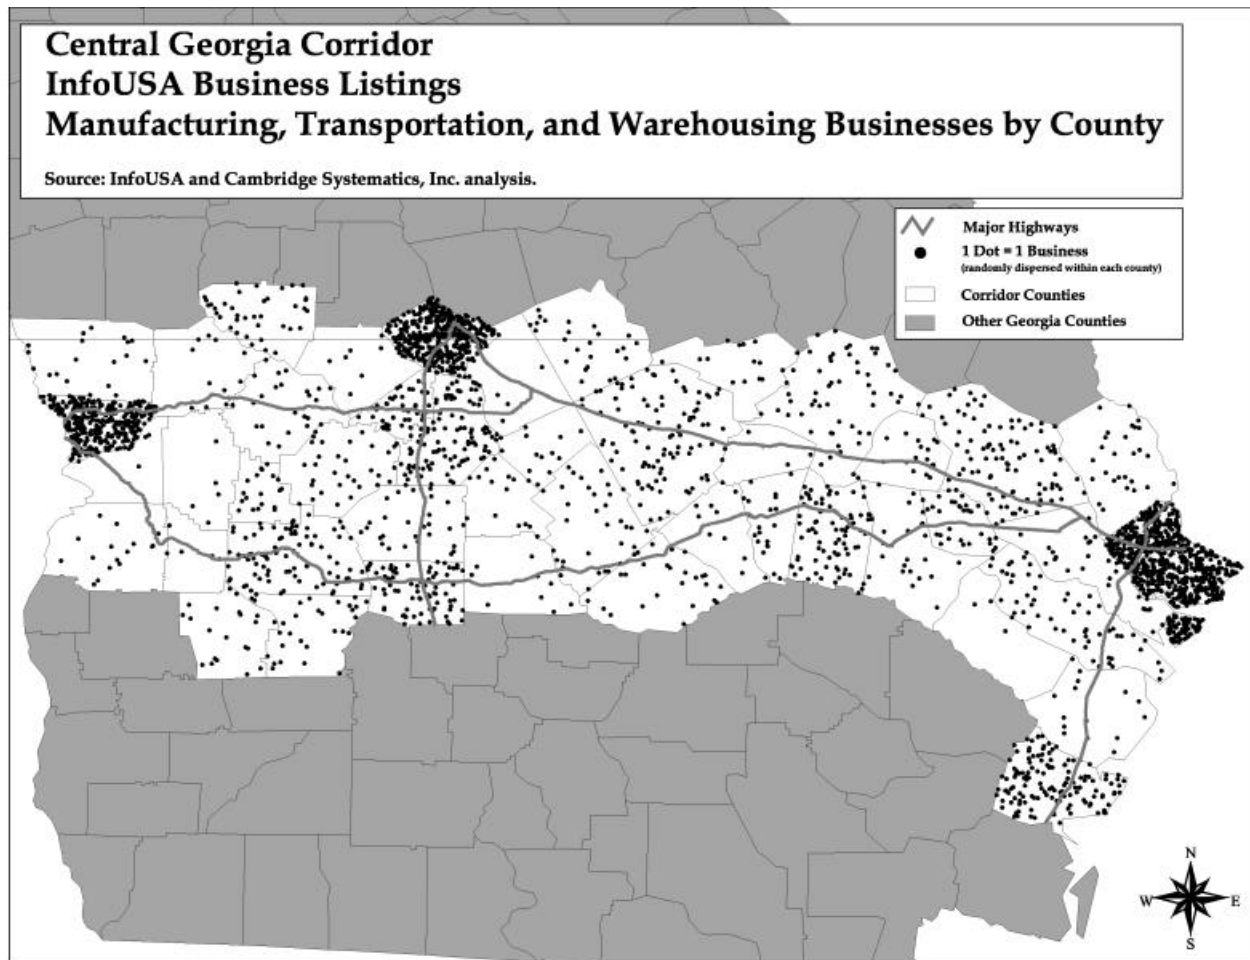 Central Georgia Corridor
InfoUSA Business Listings
Manufacturing, Transportation, and Warehousing Businesses by County
Source: InfoUSA and Cambridge Systematics, Inc. analysis.
Major Highways
1 Dot = 1 Business
(randomly dispersed within each county)
Corridor Counties
Other Georgia Counties
N
W E
S